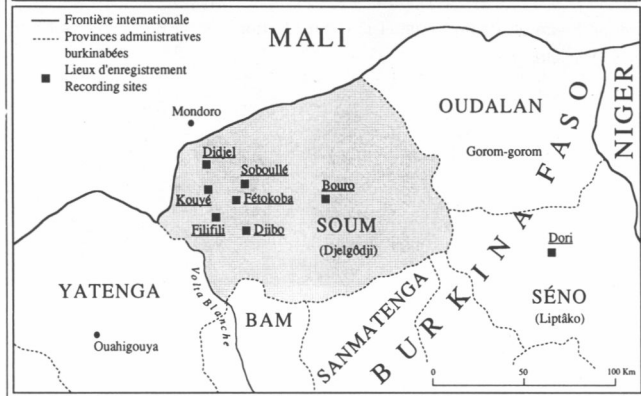 Frontière internationale
Provinces administratives
burkinabées
Lieux d'enregistrement
Recording sites
MALI
NIGER
OUDALAN
Gorom-gorom
Mondoro
Didjel
Soboullé
Bouro
Kouyé
Fétokoba
Filifili
Djibo
SOUM
(Djelgôdji)
Dori
BURKINA FASO
YATENGA
Volta Blanche
BAM
SANMATENGA
SÉNO
(Liptâko)
Ouahigouya
0 50 100 Km